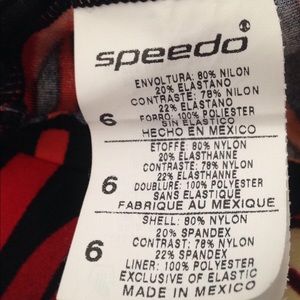 speedo
ENVOLTURA: 80% NILON
20% ELASTANO
CONTRASTE: 78% NILON
22% ELASTANO
6
FORRO: 100% POLIESTER
SIN ELASTICO
HECHO EN MEXICO
ETOFFE: 80% NYLON
20% ELASTHANNE
CONTRASTE: 78% NYLON
6
22% ELASTHANNE
DOUBLURE: 100% POLYESTER
SANS ELASTIQUE
FABRIQUE AU MEXIQUE
SHELL: 80% NYLON
20% SPANDEX
6
CONTRAST: 78% NYLON
22% SPANDEX
LINER: 100% POLYESTER
EXCLUSIVE OF ELASTIC
MADE IN MEXICO